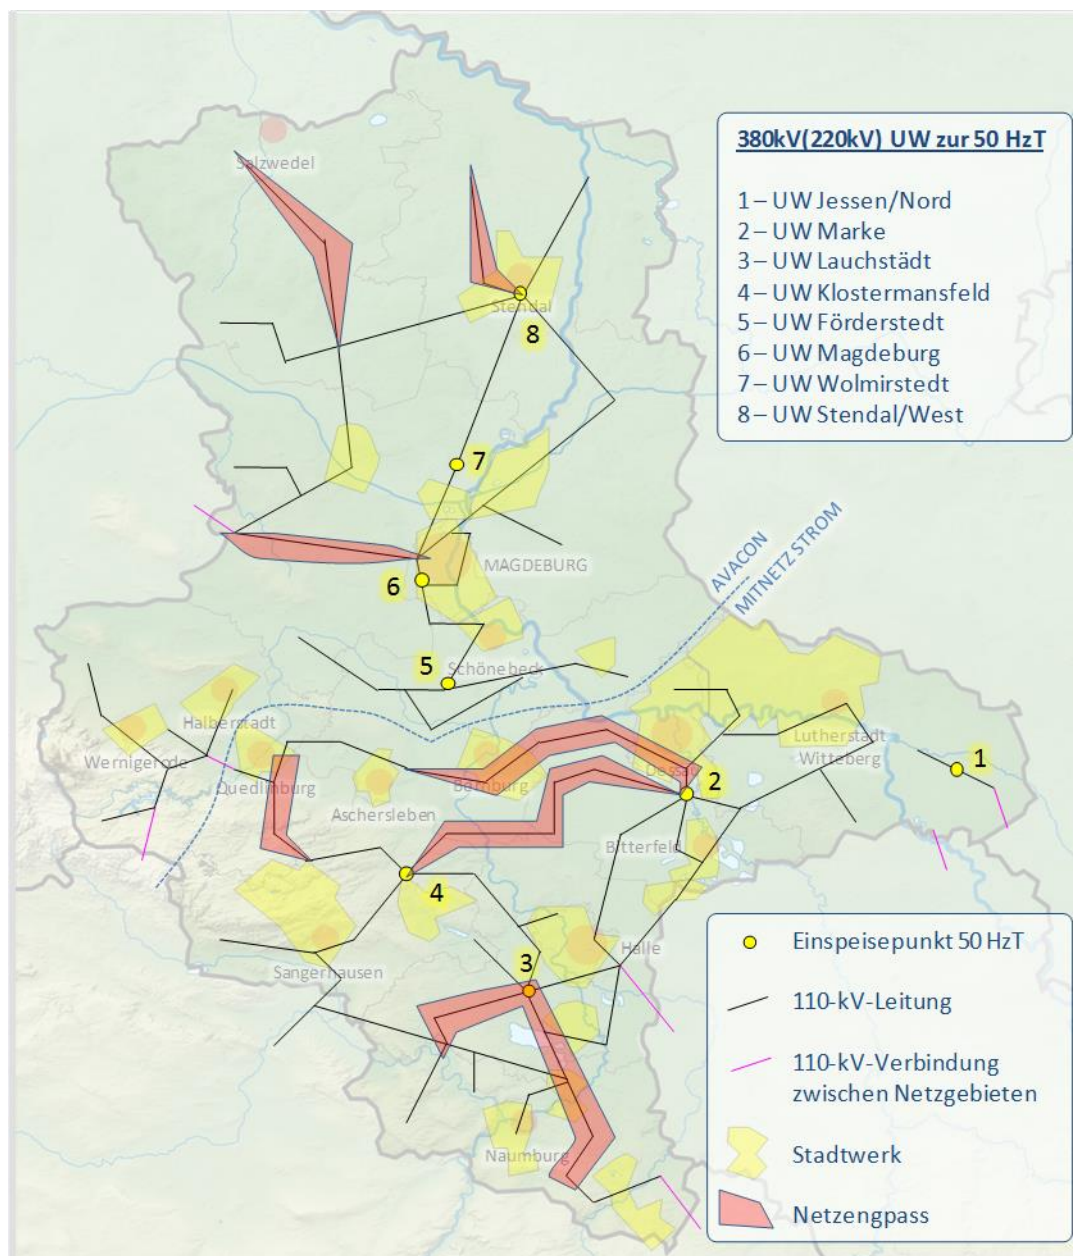 380kV(220kV) UW zur 50 HzT
1 – UW Jessen/Nord
2 – UW Marke
3 – UW Lauchstädt
4 – UW Klostermansfeld
5 – UW Förderstedt
6 – UW Magdeburg
7 – UW Wolmirstedt
8 – UW Stendal/West
Salzwedel
Stendal
8
7
MAGDEBURG
6
AVACON
MITNETZ STROM
5
Schönebeck
Halberstadt
Wernigerode
Quedlinburg
Aschersleben
Bernburg
Dessau
2
Lutherstadt
Witteberg
1
Bitterfeld
4
Halle
3
Sangerhausen
Naumburg
Einspeisepunkt 50 HzT
110-kV-Leitung
110-kV-Verbindung
zwischen Netzgebieten
Stadtwerk
Netzengpass